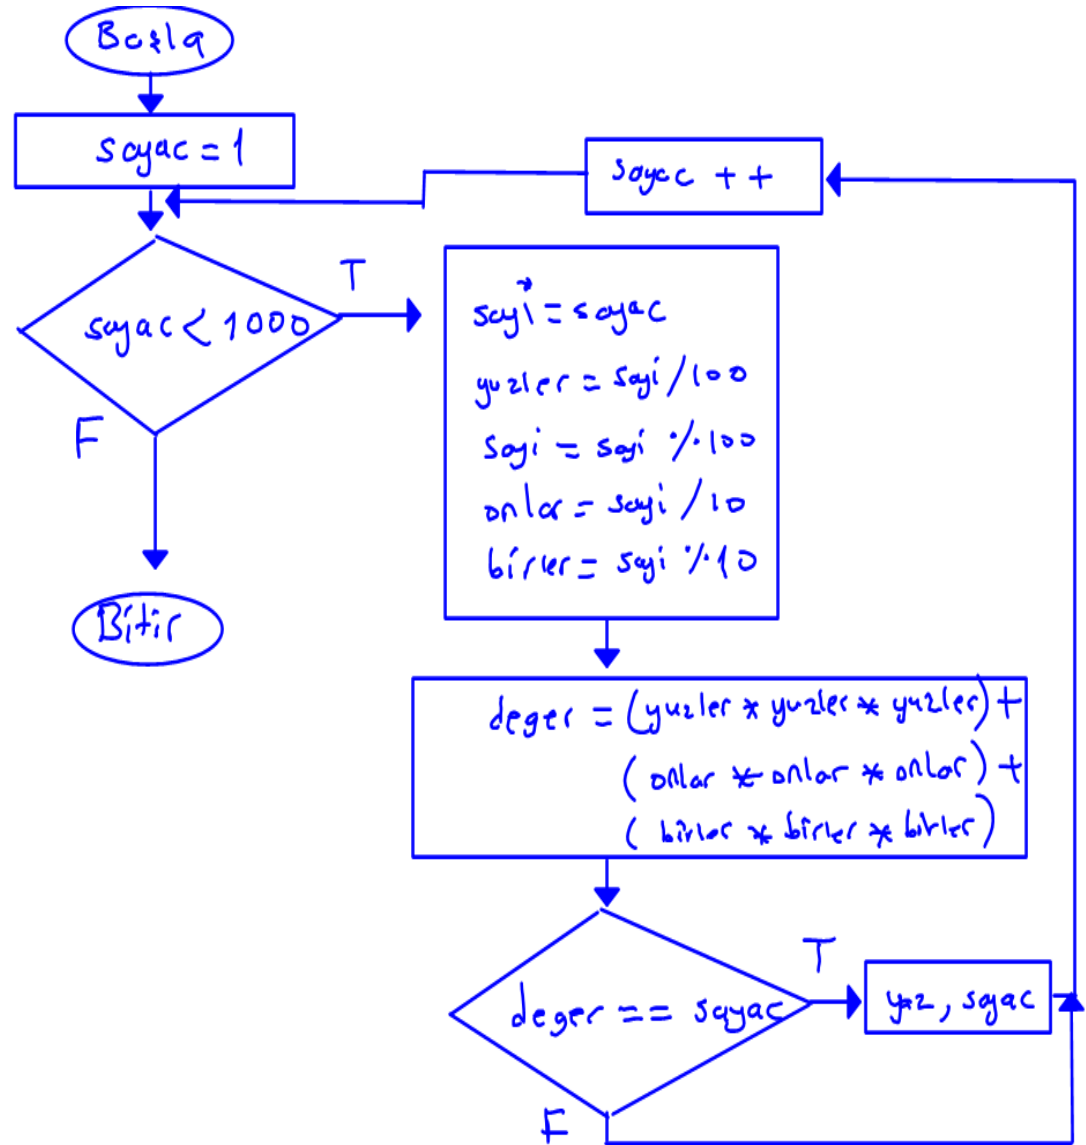 Başla
sayac = 1
sayac ++
sayac < 1000
T
F
Bitir
sayi = sayac
yuzler = sayi / 100
sayi = sayi % 100
onlar = sayi / 10
birler = sayi % 10
deger = (yuzler * yuzler * yuzler) +
(onlar * onlar * onlar) +
(birler * birler * birler)
deger == sayac
T
yaz, sayac
F